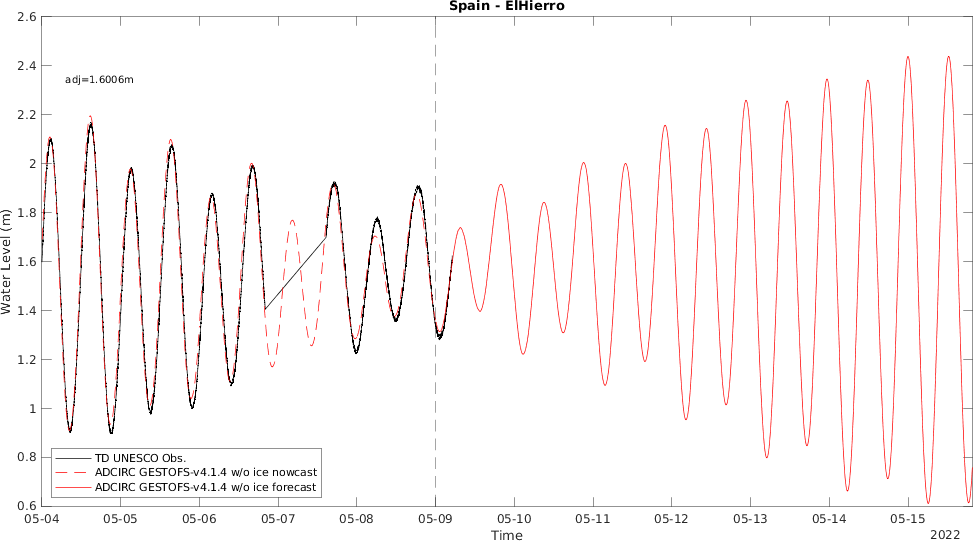 Spain - ElHierro
2.6
2.4
2.2
2
1.8
1.6
1.4
1.2
1
0.8
0.6
Water Level (m)
adj=1.6006m
TD UNESCO Obs.
ADCIRC GESTOFS-v4.1.4 w/o ice nowcast
ADCIRC GESTOFS-v4.1.4 w/o ice forecast
05-04 05-05 05-06 05-07 05-08 05-09 05-10 05-11 05-12 05-13 05-14 05-15
Time
2022